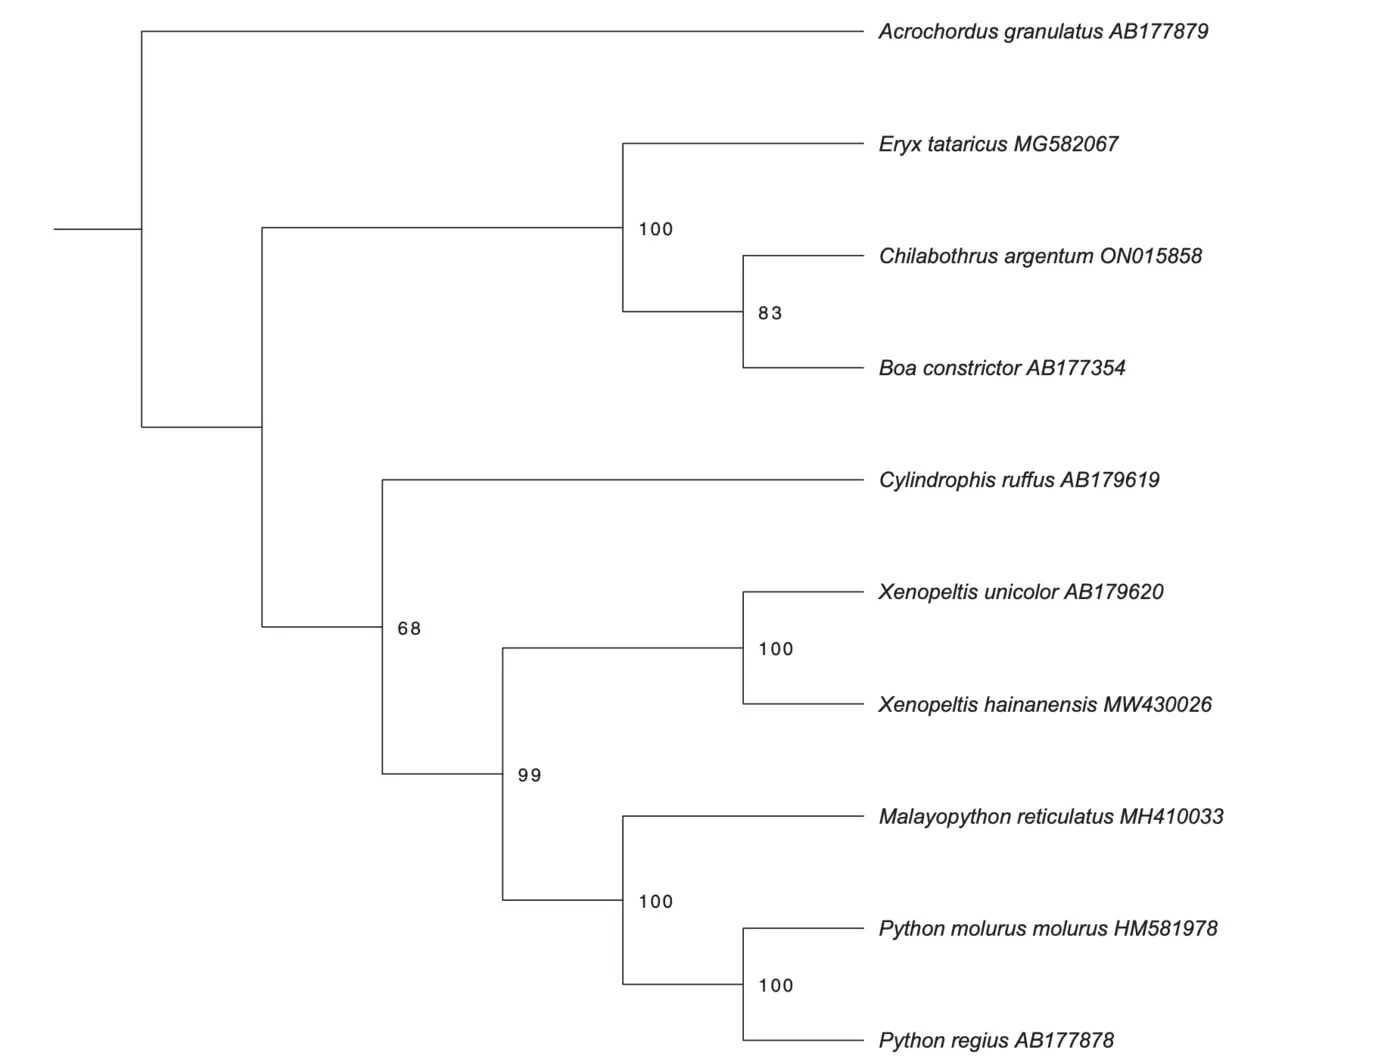 Acrochordus granulatus AB177879
Eryx tataricus MG582067
100
Chilabothrus argentum ON015858
83
Boa constrictor AB177354
Cylindrophis ruffus AB179619
Xenopeltis unicolor AB179620
68
100
Xenopeltis hainanensis MW430026
99
Malayopython reticulatus MH410033
100
Python molurus molurus HM581978
100
Python regius AB177878